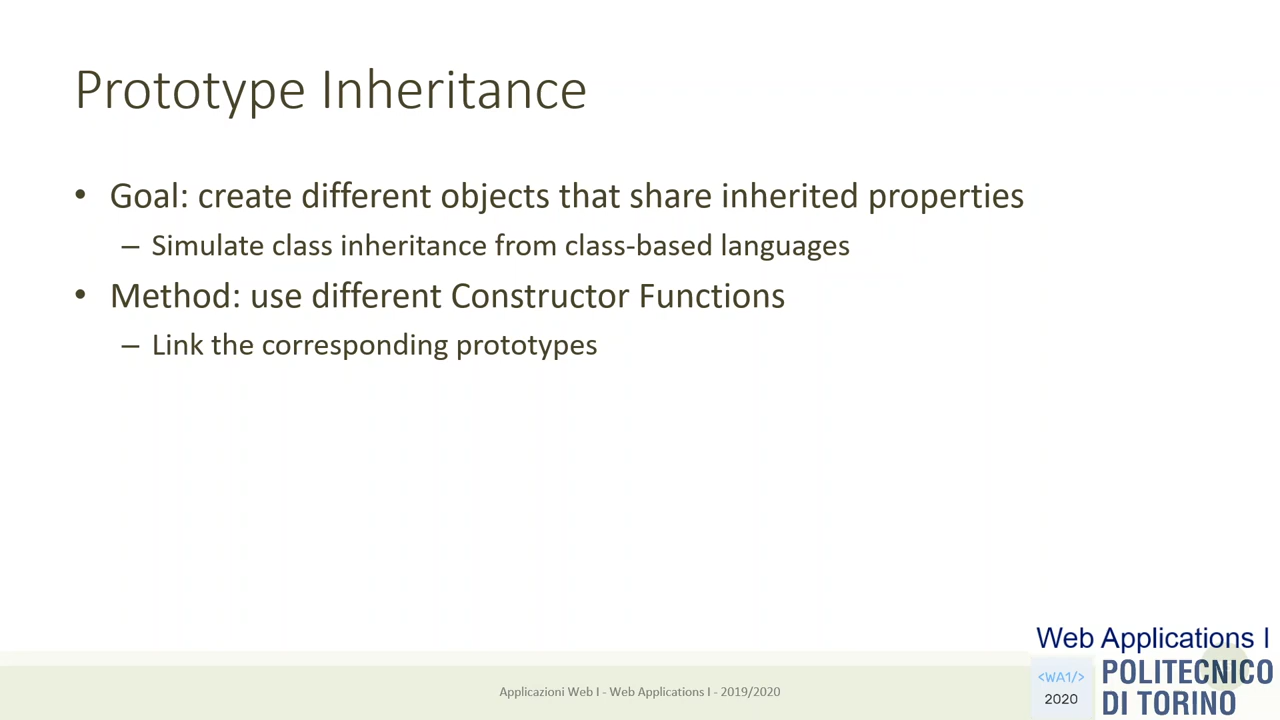 Prototype Inheritance
• Goal: create different objects that share inherited properties
– Simulate class inheritance from class-based languages
• Method: use different Constructor Functions
– Link the corresponding prototypes
Web Applications I
<WA1/>
2020
POLITECNICO
DI TORINO
Applicazioni Web I - Web Applications I - 2019/2020